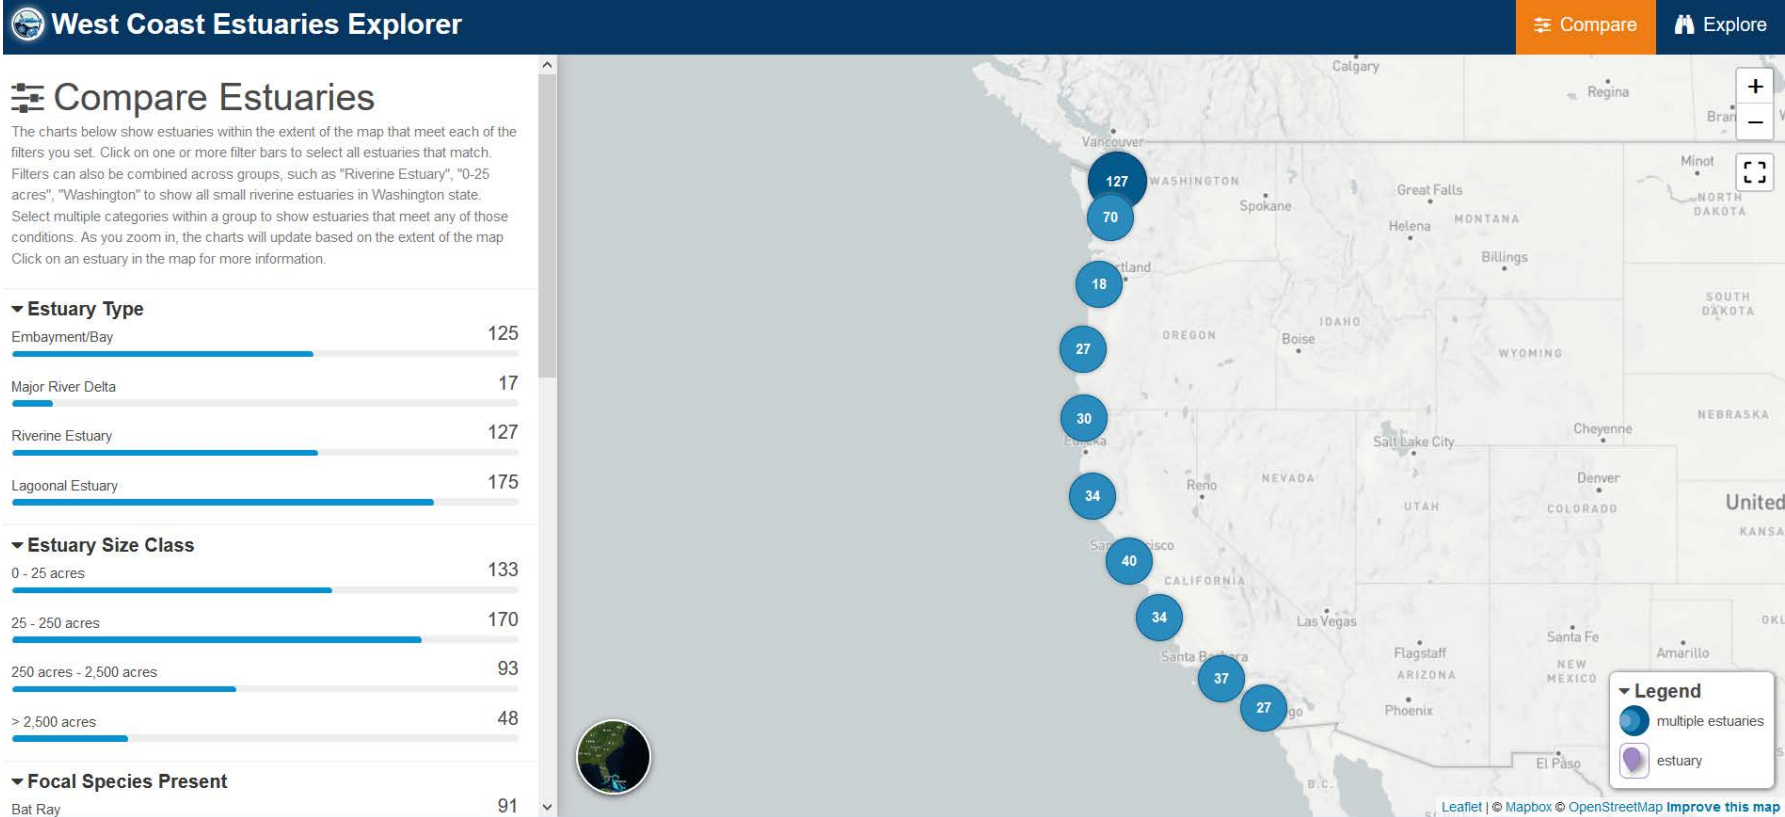 West Coast Estuaries Explorer
Compare
Explore
Compare Estuaries
The charts below show estuaries within the extent of the map that meet each of the
filters you set. Click on one or more filter bars to select all estuaries that match.
Filters can also be combined across groups, such as "Riverine Estuary", "0-25
acres", "Washington" to show all small riverine estuaries in Washington state.
Select multiple categories within a group to show estuaries that meet any of those
conditions. As you zoom in, the charts will update based on the extent of the map
Click on an estuary in the map for more information.
Estuary Type
Embayment/Bay 125
Major River Delta 17
Riverine Estuary 127
Lagoonal Estuary 175
Estuary Size Class
0 - 25 acres 133
25 - 250 acres 170
250 acres - 2,500 acres 93
> 2,500 acres 48
Focal Species Present
Bat Ray 91
Calgary
Regina
+
Bran
−
Vancouver
Minot
127
WASHINGTON
Great Falls
NORTH
DAKOTA
Spokane
70
Helena
MONTANA
Billings
tland
18
SOUTH
DAKOTA
IDAHO
OREGON
Boise
27
WYOMING
NEBRASKA
30
Cheyenne
Eureka
Salt Lake City
Reno
NEVADA
Denver
34
UTAH
COLORADO
United
KANSA
San
isco
40
CALIFORNIA
34
Las Vegas
OKL
Santa Fe
Flagstaff
Amarillo
Santa Barbara
ARIZONA
NEW
MEXICO
37
27
go
Phoenix
Legend
multiple estuaries
estuary
El Paso
B.C.
Leaflet | © Mapbox © OpenStreetMap Improve this map